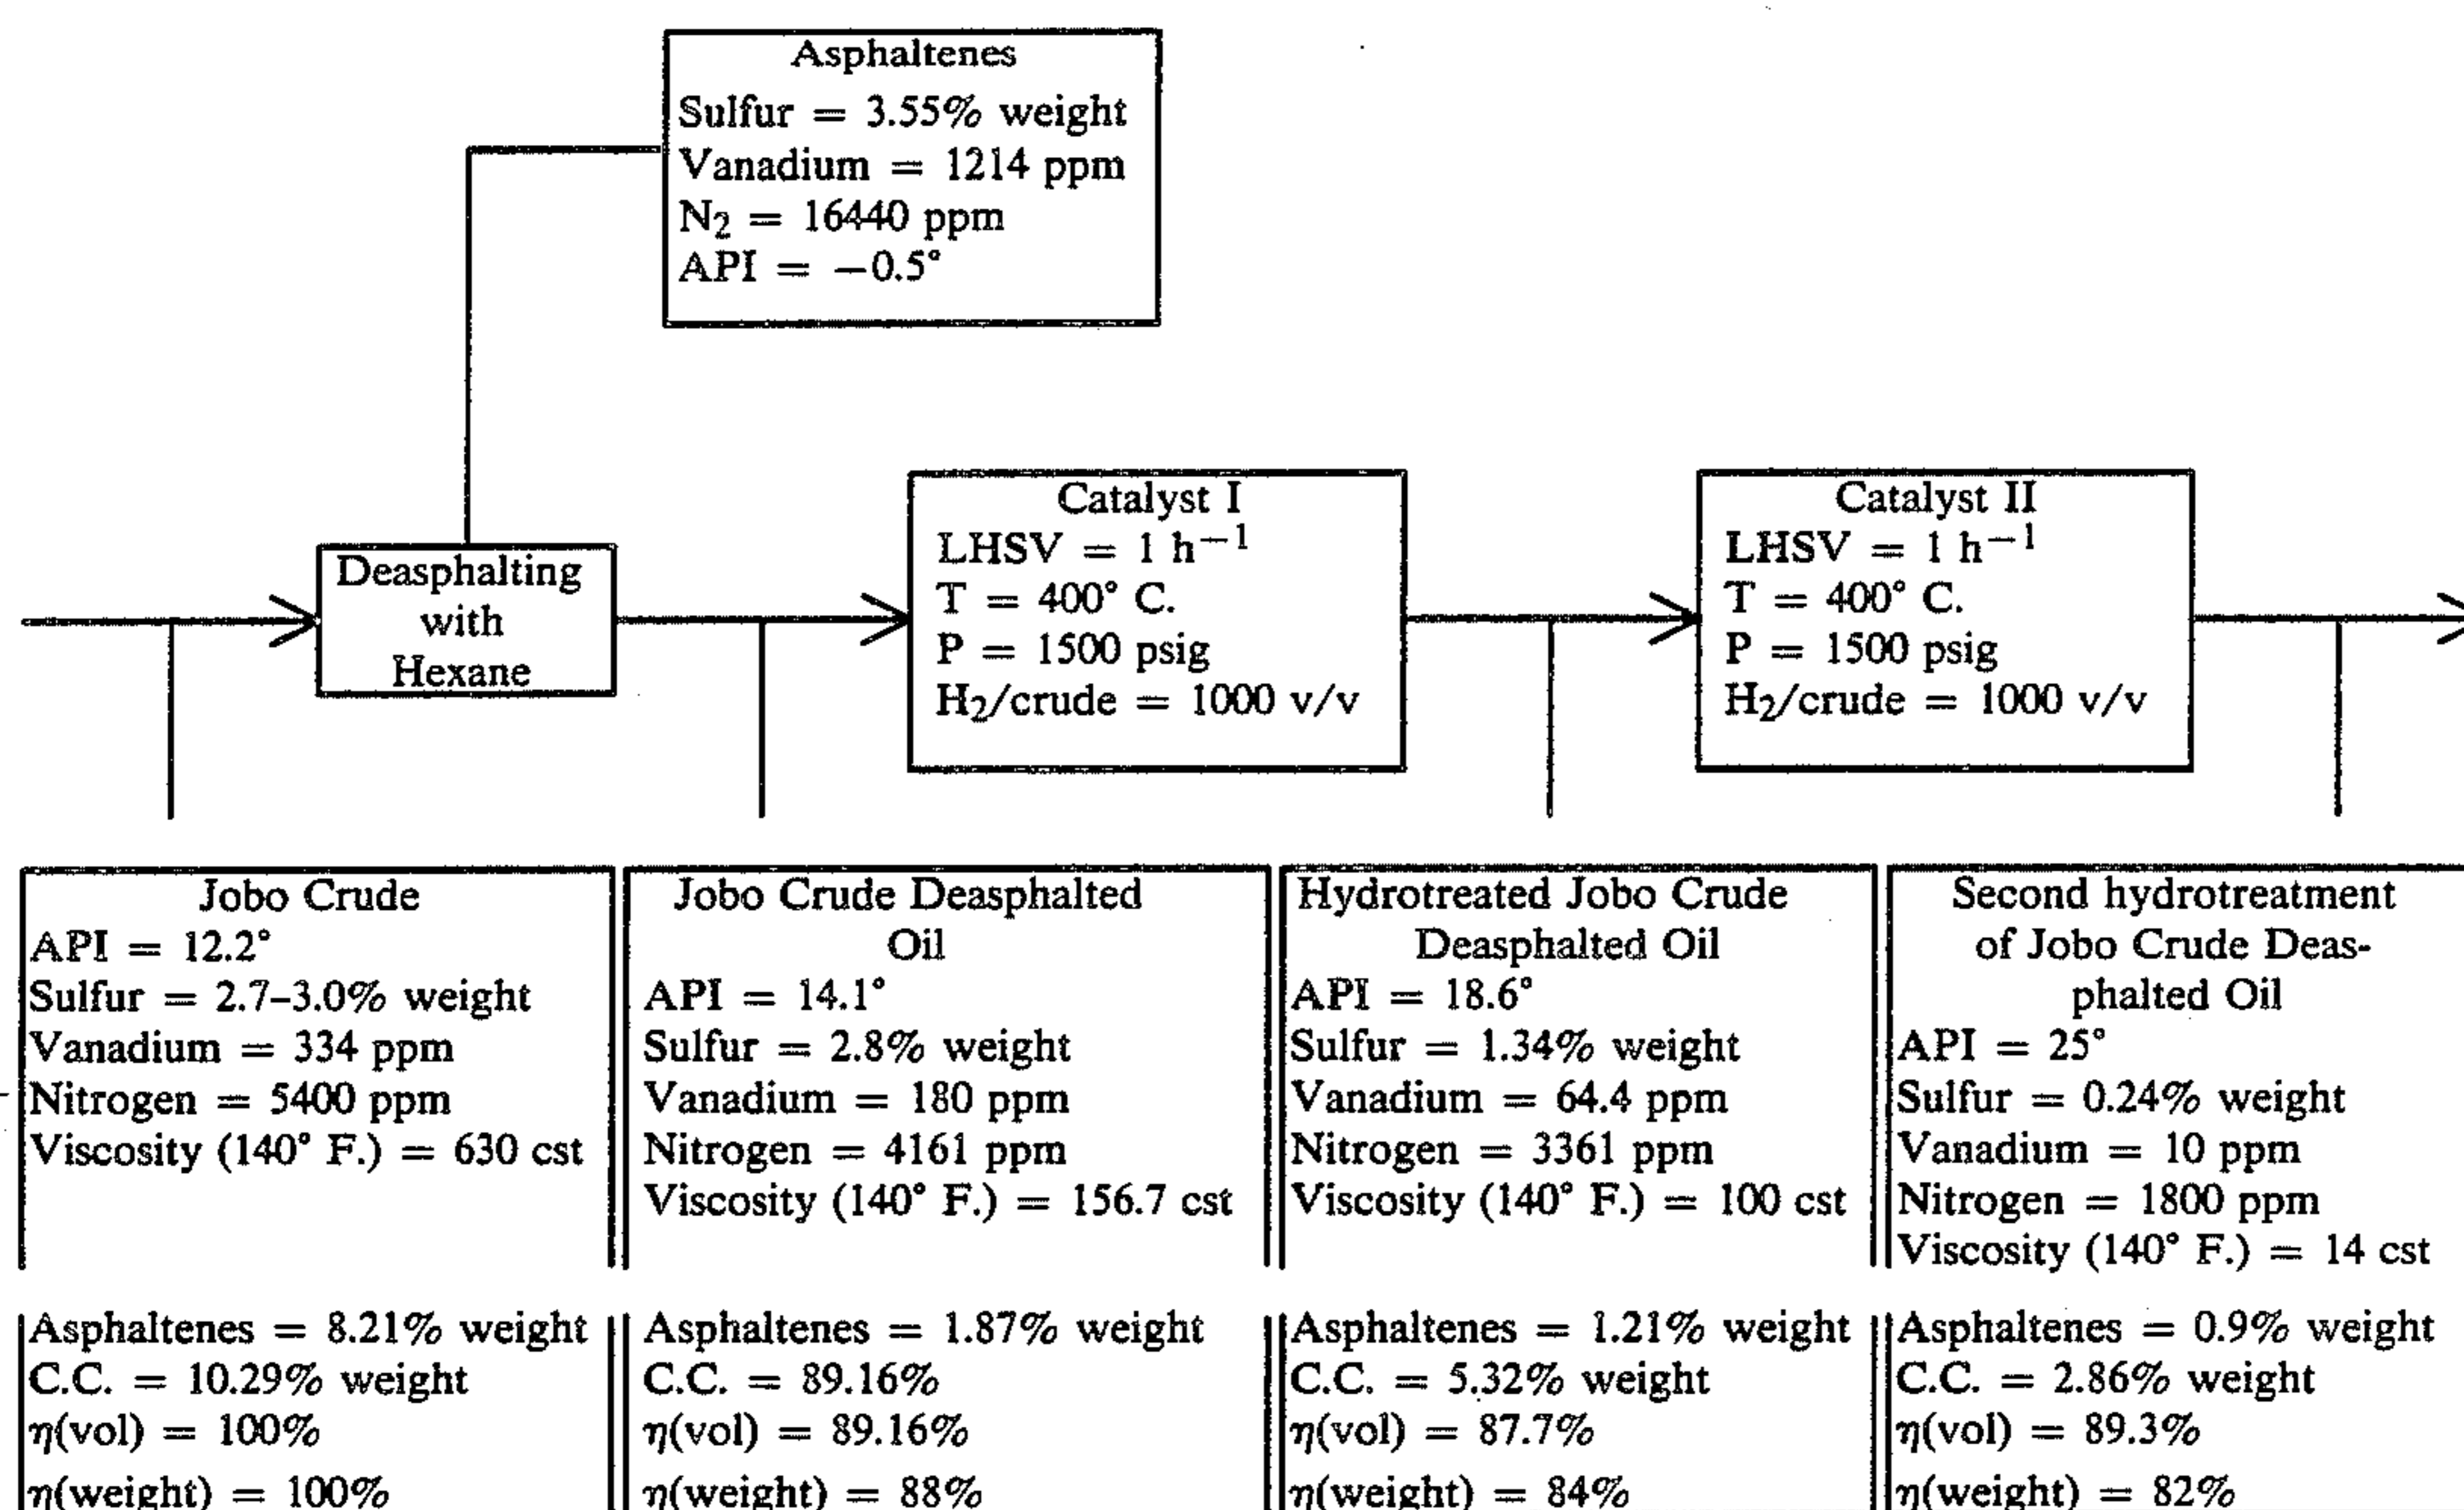 Asphaltenes
Sulfur = 3.55% weight
Vanadium = 1214 ppm
N₂ = 16440 ppm
API = −0.5°
Deasphalting
with
Hexane
Catalyst I
LHSV = 1 h⁻¹
T = 400° C.
P = 1500 psig
H₂/crude = 1000 v/v
Catalyst II
LHSV = 1 h⁻¹
T = 400° C.
P = 1500 psig
H₂/crude = 1000 v/v
Jobo Crude
API = 12.2°
Sulfur = 2.7–3.0% weight
Vanadium = 334 ppm
Nitrogen = 5400 ppm
Viscosity (140° F.) = 630 cst
Asphaltenes = 8.21% weight
C.C. = 10.29% weight
η(vol) = 100%
η(weight) = 100%
Jobo Crude Deasphalted
Oil
API = 14.1°
Sulfur = 2.8% weight
Vanadium = 180 ppm
Nitrogen = 4161 ppm
Viscosity (140° F.) = 156.7 cst
Asphaltenes = 1.87% weight
C.C. = 89.16%
η(vol) = 89.16%
η(weight) = 88%
Hydrotreated Jobo Crude
Deasphalted Oil
API = 18.6°
Sulfur = 1.34% weight
Vanadium = 64.4 ppm
Nitrogen = 3361 ppm
Viscosity (140° F.) = 100 cst
Asphaltenes = 1.21% weight
C.C. = 5.32% weight
η(vol) = 87.7%
η(weight) = 84%
Second hydrotreatment
of Jobo Crude Deas-
phalted Oil
API = 25°
Sulfur = 0.24% weight
Vanadium = 10 ppm
Nitrogen = 1800 ppm
Viscosity (140° F.) = 14 cst
Asphaltenes = 0.9% weight
C.C. = 2.86% weight
η(vol) = 89.3%
η(weight) = 82%